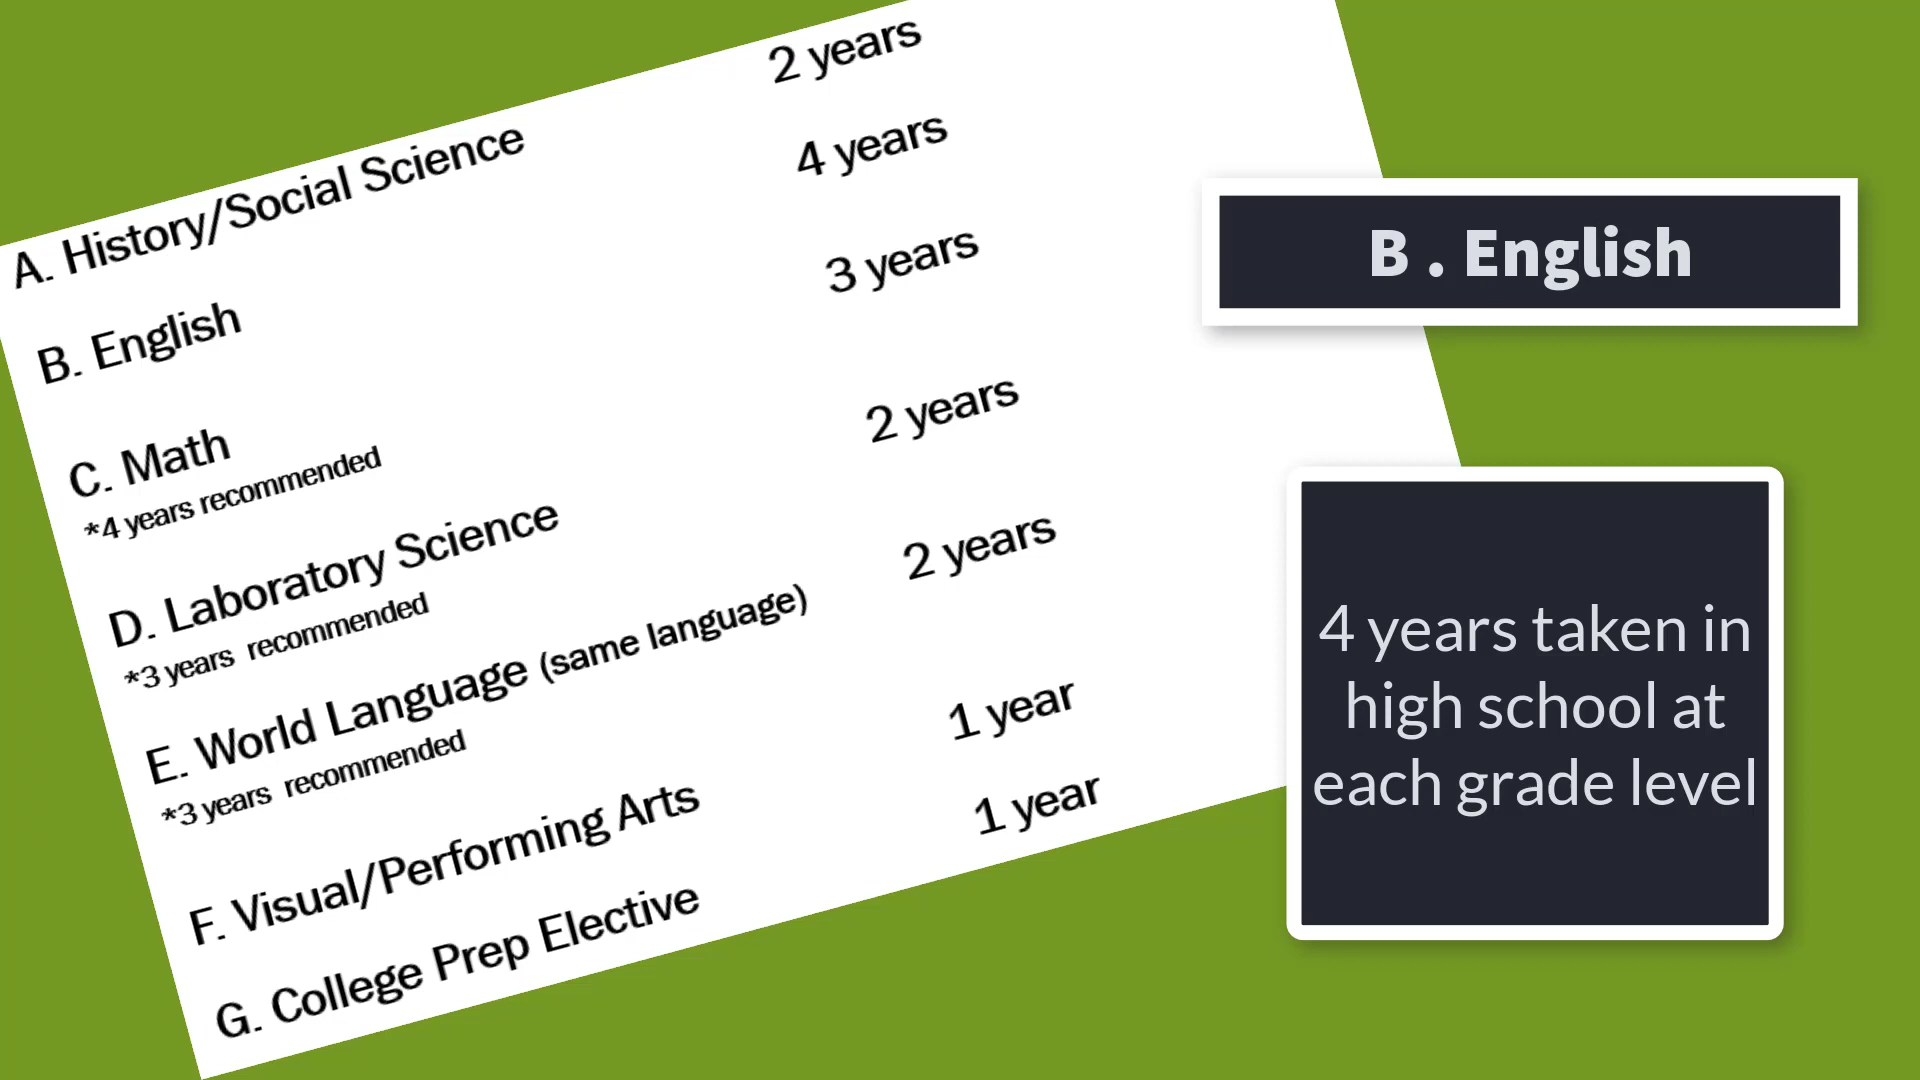 A. History/Social Science 2 years
B. English 4 years
C. Math 3 years
*4 years recommended
D. Laboratory Science 2 years
*3 years recommended
E. World Language (same language) 2 years
*3 years recommended
F. Visual/Performing Arts 1 year
G. College Prep Elective 1 year
B . English
4 years taken in
high school at
each grade level